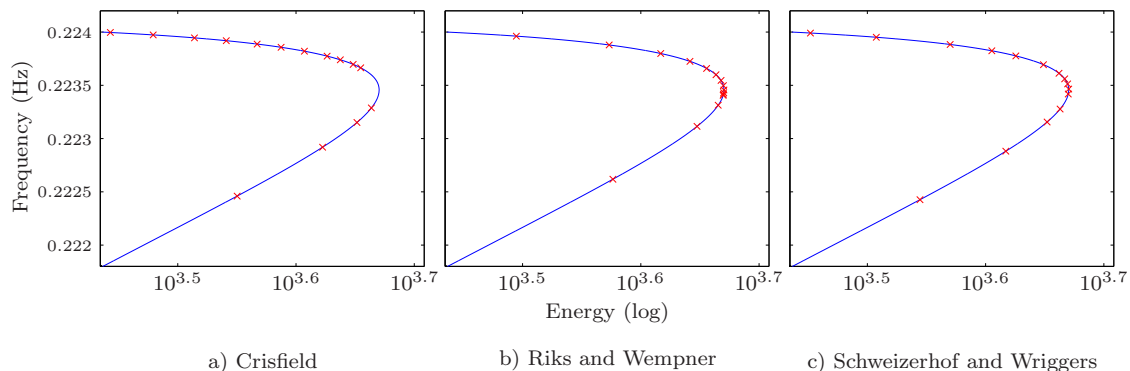 0.224
0.2235
0.223
0.2225
0.222
Frequency (Hz)
10^3.5 10^3.6 10^3.7
10^3.5 10^3.6 10^3.7
10^3.5 10^3.6 10^3.7
Energy (log)
a) Crisfield
b) Riks and Wempner
c) Schweizerhof and Wriggers